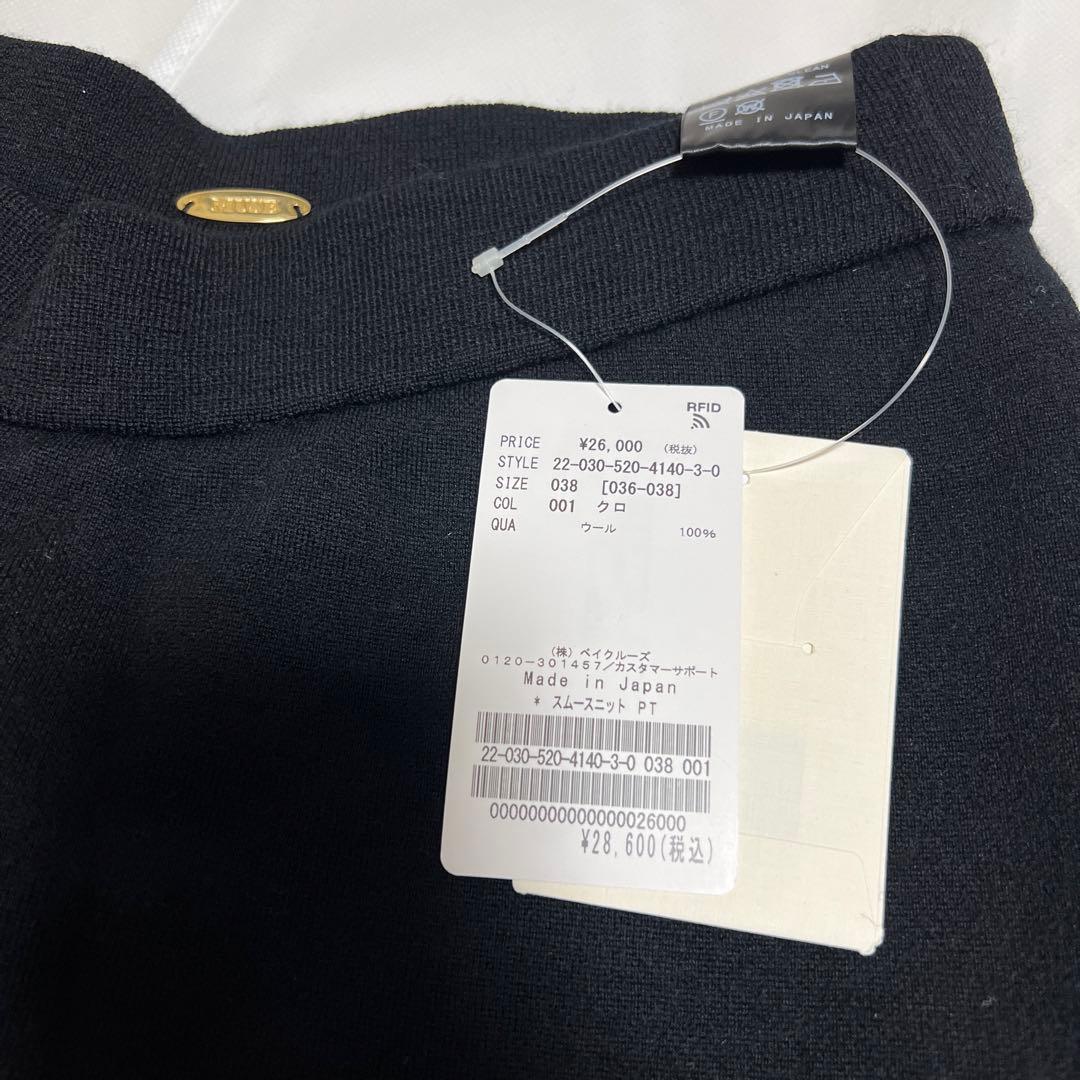 MADE IN JAPAN
RFID
PRICE ¥26,000 (税抜)
STYLE 22-030-520-4140-3-0
SIZE 038 [036-038]
COL 001 クロ
QUA ウール 100%
(株) ベイクルーズ
0120-301457/カスタマーサポート
Made in Japan
* スムースニット PT
22-030-520-4140-3-0 038 001
00000000000000026000
¥28,600(税込)